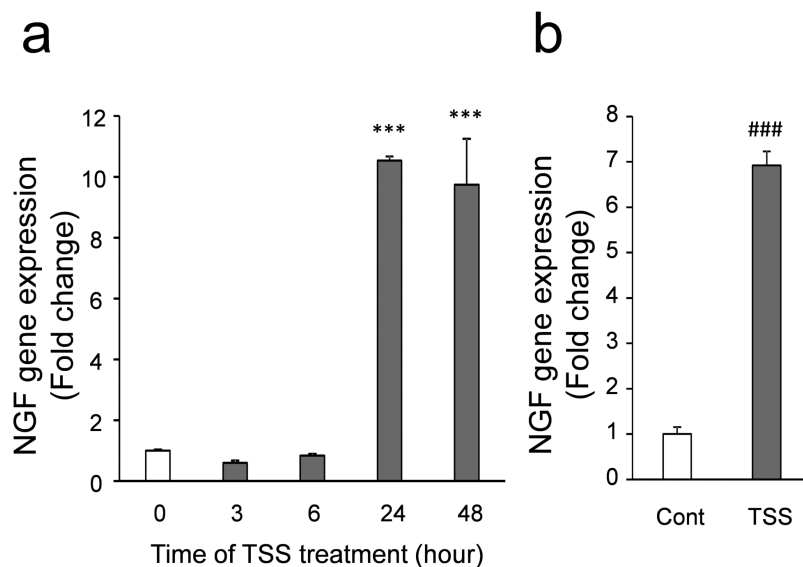 a
NGF gene expression
(Fold change)
12
10
8
6
4
2
0
***
***
0 3 6 24 48
Time of TSS treatment (hour)
b
NGF gene expression
(Fold change)
8
7
6
5
4
3
2
1
0
###
Cont TSS